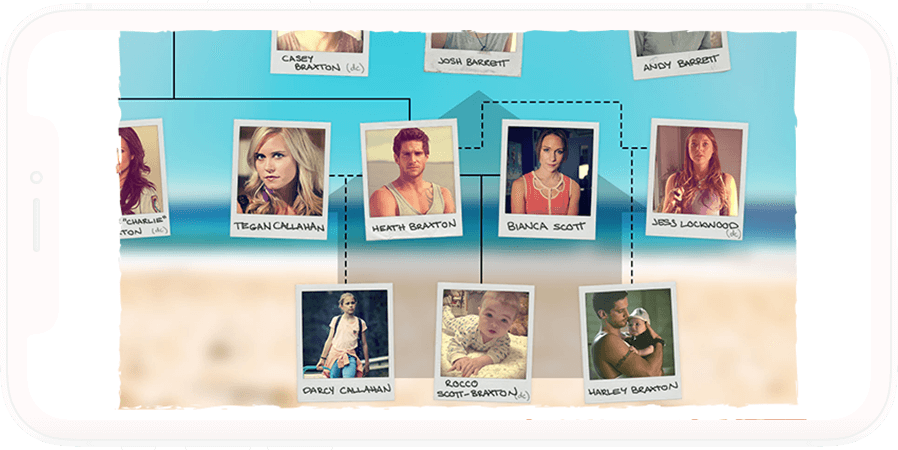 CASEY
BRAXTON (dc)
JOSH BARRETT
ANDY BARRETT
"CHARLIE"
TON (dc)
TEGAN CALLAHAN
HEATH BRAXTON
BIANCA SCOTT
JESS LOCKWOOD
(dc)
DARCY CALLAHAN
ROCCO
SCOTT-BRAXTON (dc)
HARLEY BRAXTON